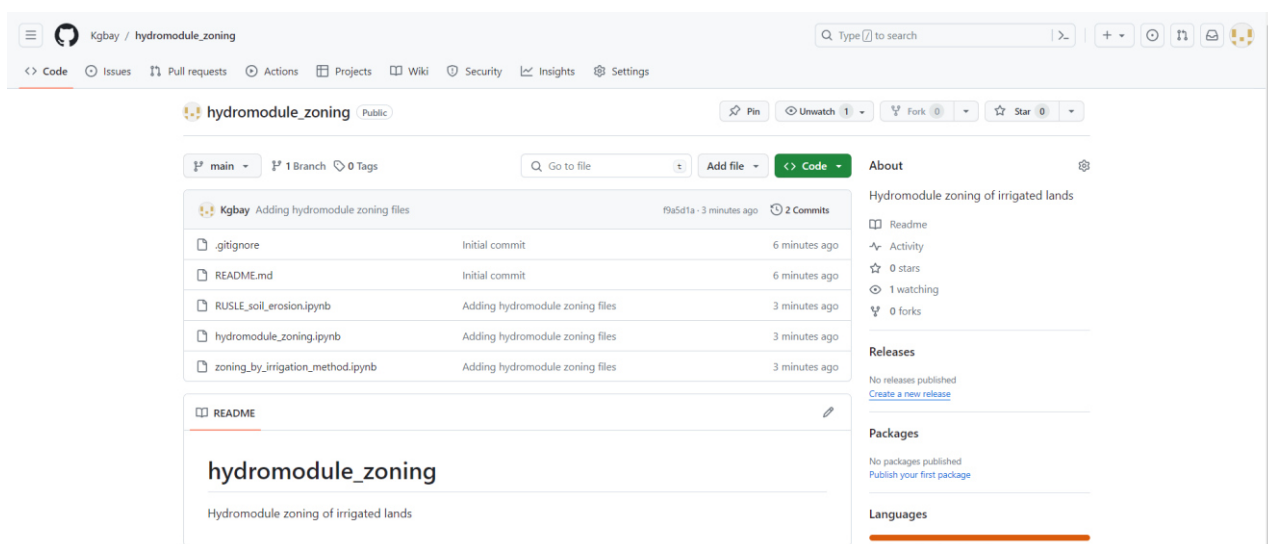 Kgbay / hydromodule_zoning
Type / to search
Code Issues Pull requests Actions Projects Wiki Security Insights Settings
hydromodule_zoning Public
Pin Unwatch 1 Fork 0 Star 0
main 1 Branch 0 Tags Go to file t Add file Code
Kgbay Adding hydromodule zoning files f9a5d1a · 3 minutes ago 2 Commits
.gitignore Initial commit 6 minutes ago
README.md Initial commit 6 minutes ago
RUSLE_soil_erosion.ipynb Adding hydromodule zoning files 3 minutes ago
hydromodule_zoning.ipynb Adding hydromodule zoning files 3 minutes ago
zoning_by_irrigation_method.ipynb Adding hydromodule zoning files 3 minutes ago
README
hydromodule_zoning
Hydromodule zoning of irrigated lands
About
Hydromodule zoning of irrigated lands
Readme
Activity
0 stars
1 watching
0 forks
Releases
No releases published
Create a new release
Packages
No packages published
Publish your first package
Languages